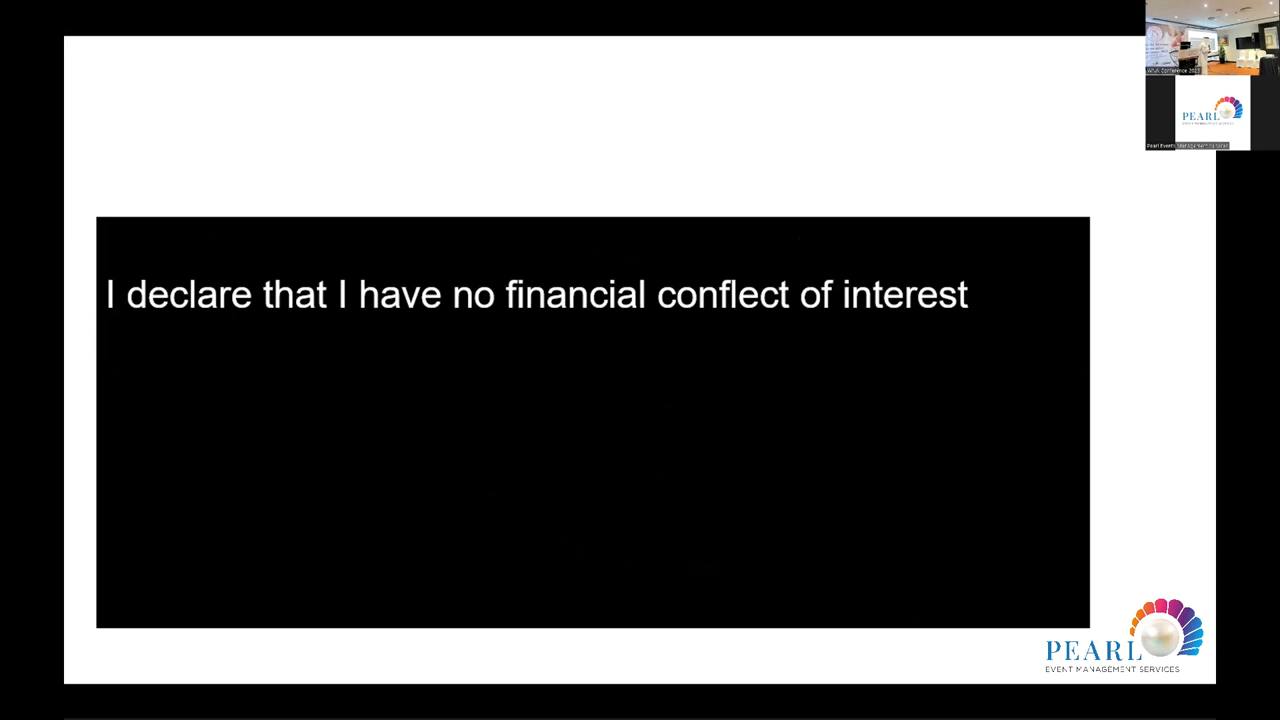 I declare that I have no financial conflect of interest
PEARL
EVENT MANAGEMENT SERVICES
PEARL